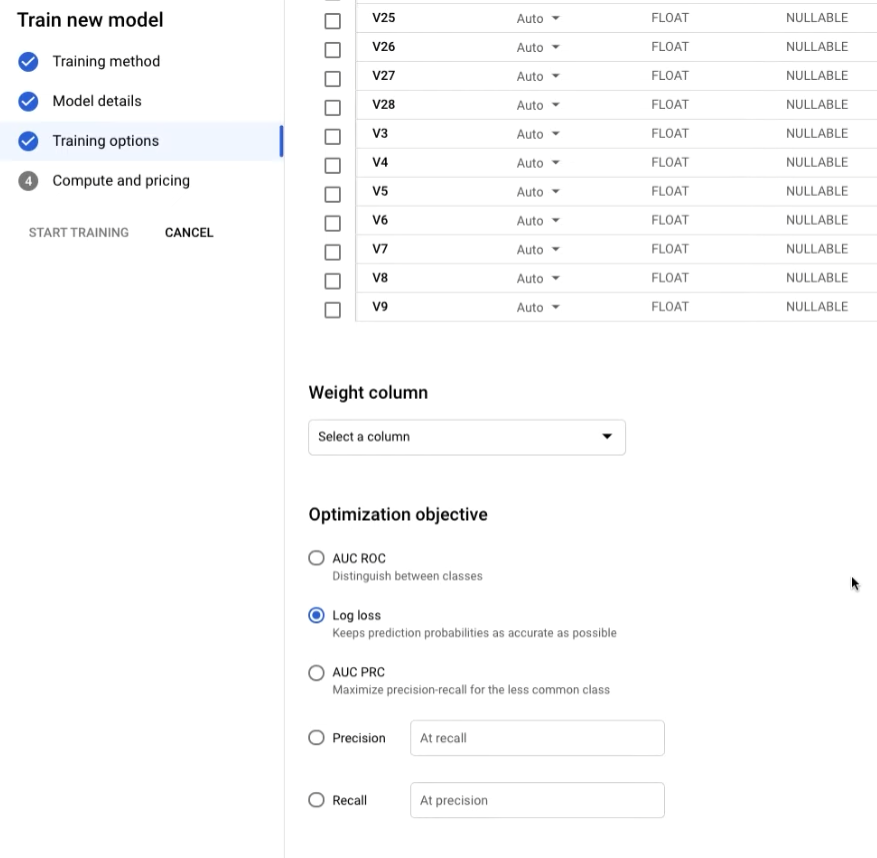 Train new model
Training method
Model details
Training options
4 Compute and pricing
START TRAINING CANCEL
V25 Auto FLOAT NULLABLE
V26 Auto FLOAT NULLABLE
V27 Auto FLOAT NULLABLE
V28 Auto FLOAT NULLABLE
V3 Auto FLOAT NULLABLE
V4 Auto FLOAT NULLABLE
V5 Auto FLOAT NULLABLE
V6 Auto FLOAT NULLABLE
V7 Auto FLOAT NULLABLE
V8 Auto FLOAT NULLABLE
V9 Auto FLOAT NULLABLE
Weight column
Select a column
Optimization objective
AUC ROC
Distinguish between classes
Log loss
Keeps prediction probabilities as accurate as possible
AUC PRC
Maximize precision-recall for the less common class
Precision At recall
Recall At precision